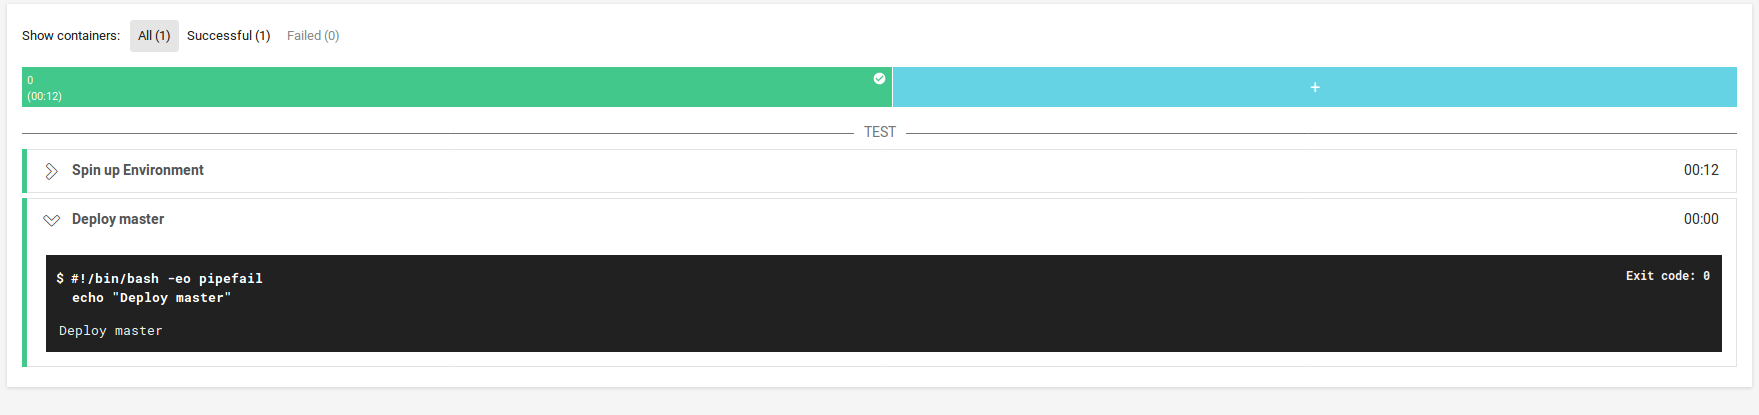 Show containers: All (1) Successful (1) Failed (0)
0
(00:12)
+
TEST
Spin up Environment 00:12
Deploy master 00:00
$ #!/bin/bash -eo pipefail Exit code: 0
echo "Deploy master"
Deploy master